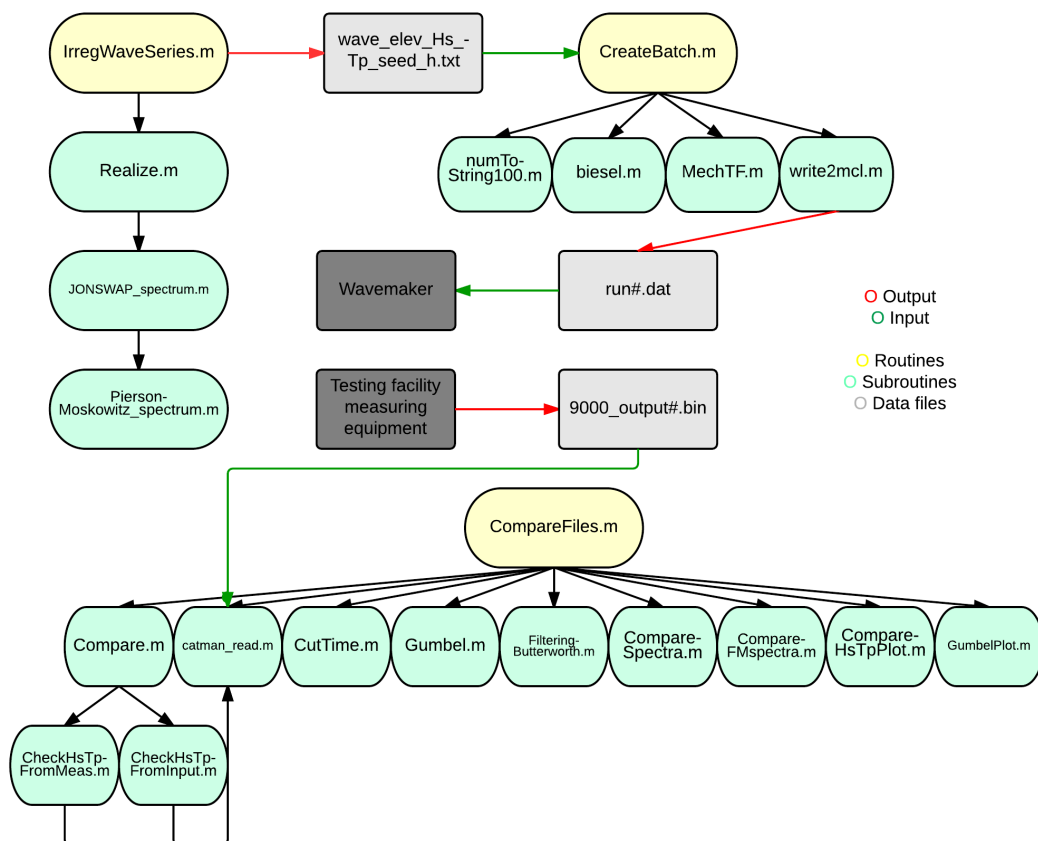 IrregWaveSeries.m
wave_elev_Hs_-
Tp_seed_h.txt
CreateBatch.m
Realize.m
numTo-
String100.m
biesel.m
MechTF.m
write2mcl.m
JONSWAP_spectrum.m
Wavemaker
run#.dat
O Output
O Input
O Routines
O Subroutines
O Data files
Pierson-
Moskowitz_spectrum.m
Testing facility
measuring
equipment
9000_output#.bin
CompareFiles.m
Compare.m
catman_read.m
CutTime.m
Gumbel.m
Filtering-
Butterworth.m
Compare-
Spectra.m
Compare-
FMspectra.m
Compare-
HsTpPlot.m
GumbelPlot.m
CheckHsTp-
FromMeas.m
CheckHsTp-
FromInput.m